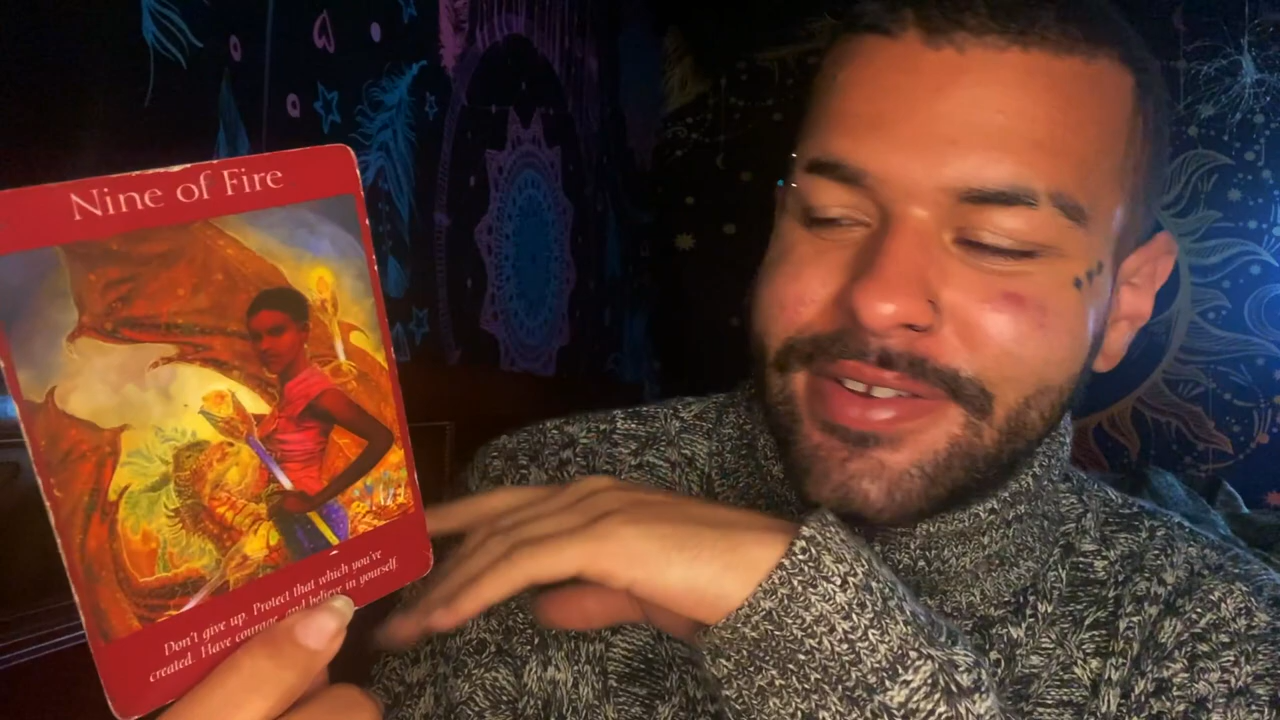 Nine of Fire
Don't give up. Protect that which you've
created. Have courage, and believe in yourself.